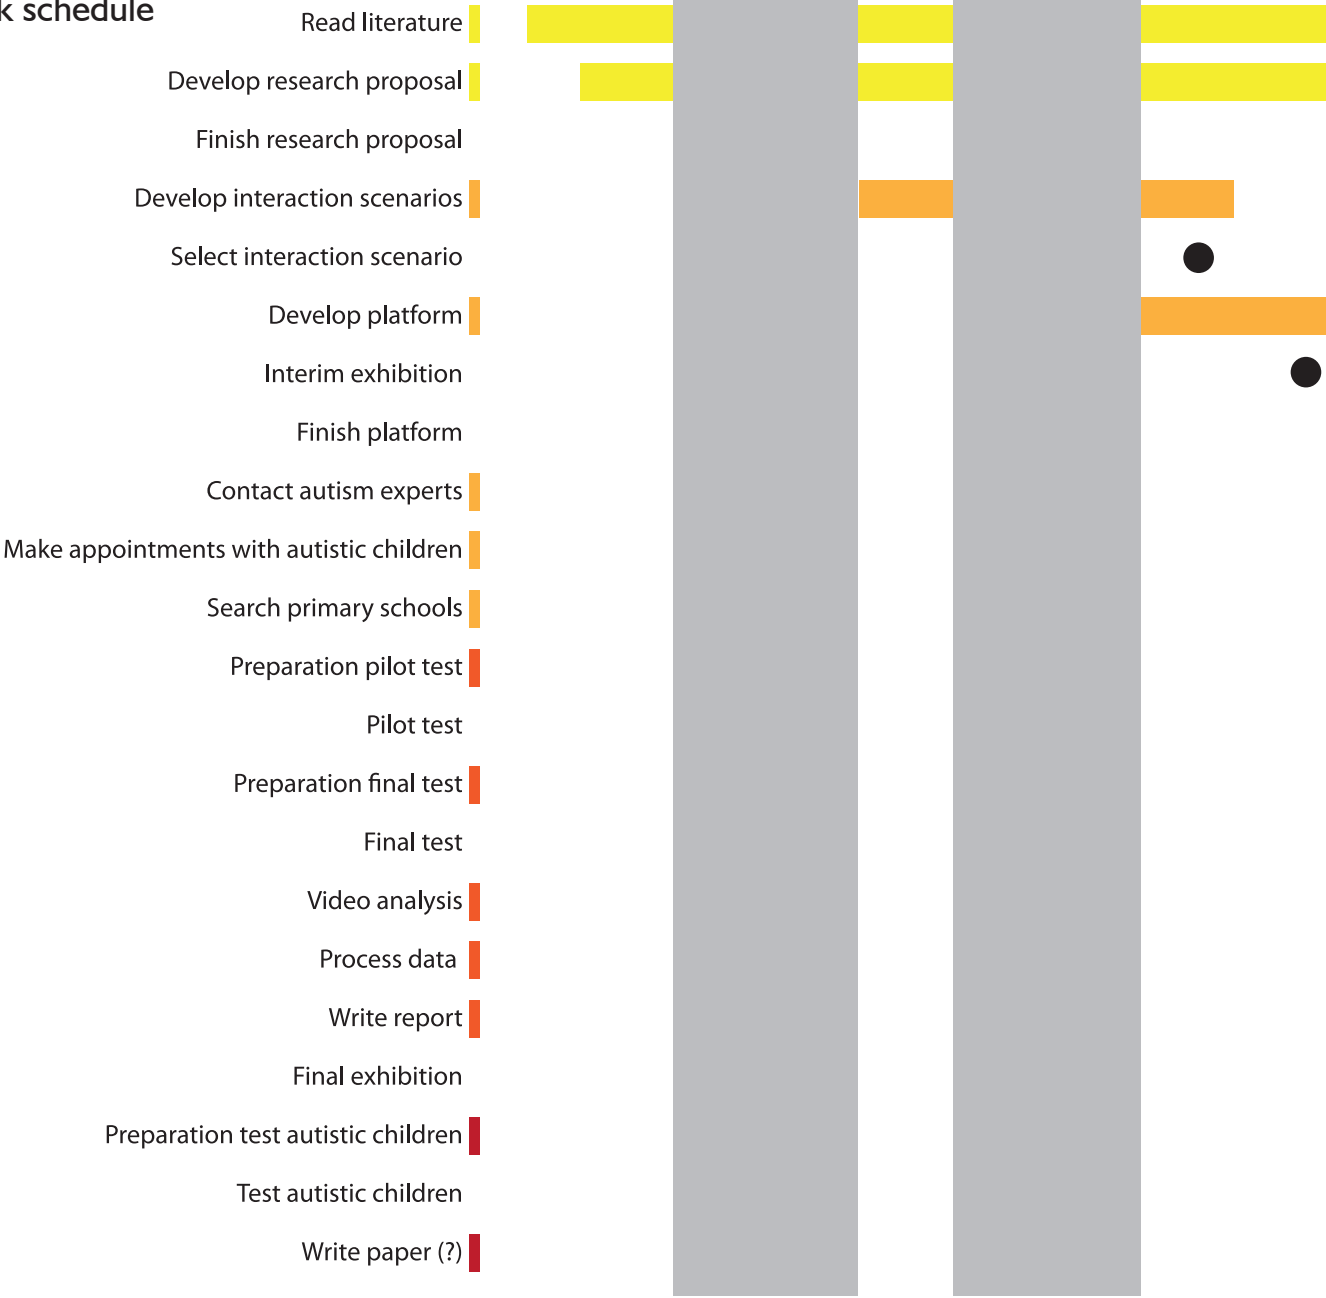 k schedule
Read literature
Develop research proposal
Finish research proposal
Develop interaction scenarios
Select interaction scenario
Develop platform
Interim exhibition
Finish platform
Contact autism experts
Make appointments with autistic children
Search primary schools
Preparation pilot test
Pilot test
Preparation final test
Final test
Video analysis
Process data
Write report
Final exhibition
Preparation test autistic children
Test autistic children
Write paper (?)